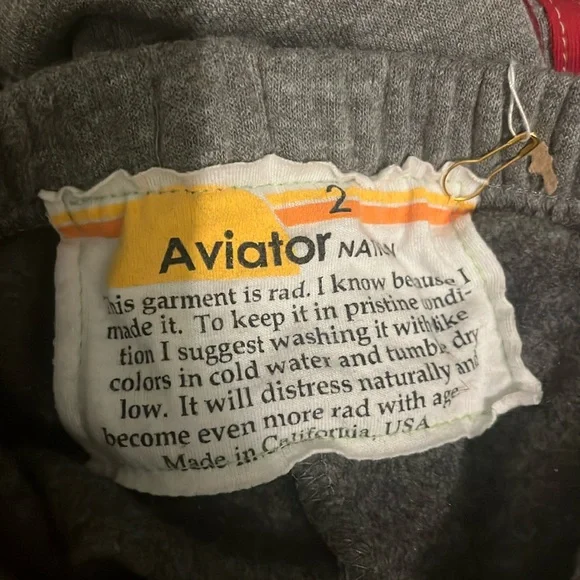 2
Aviator NATION
his garment is rad. I know because I
made it. To keep it in pristine condi-
tion I suggest washing it with like
colors in cold water and tumble dry
low. It will distress naturally and
become even more rad with age
Made in California, USA